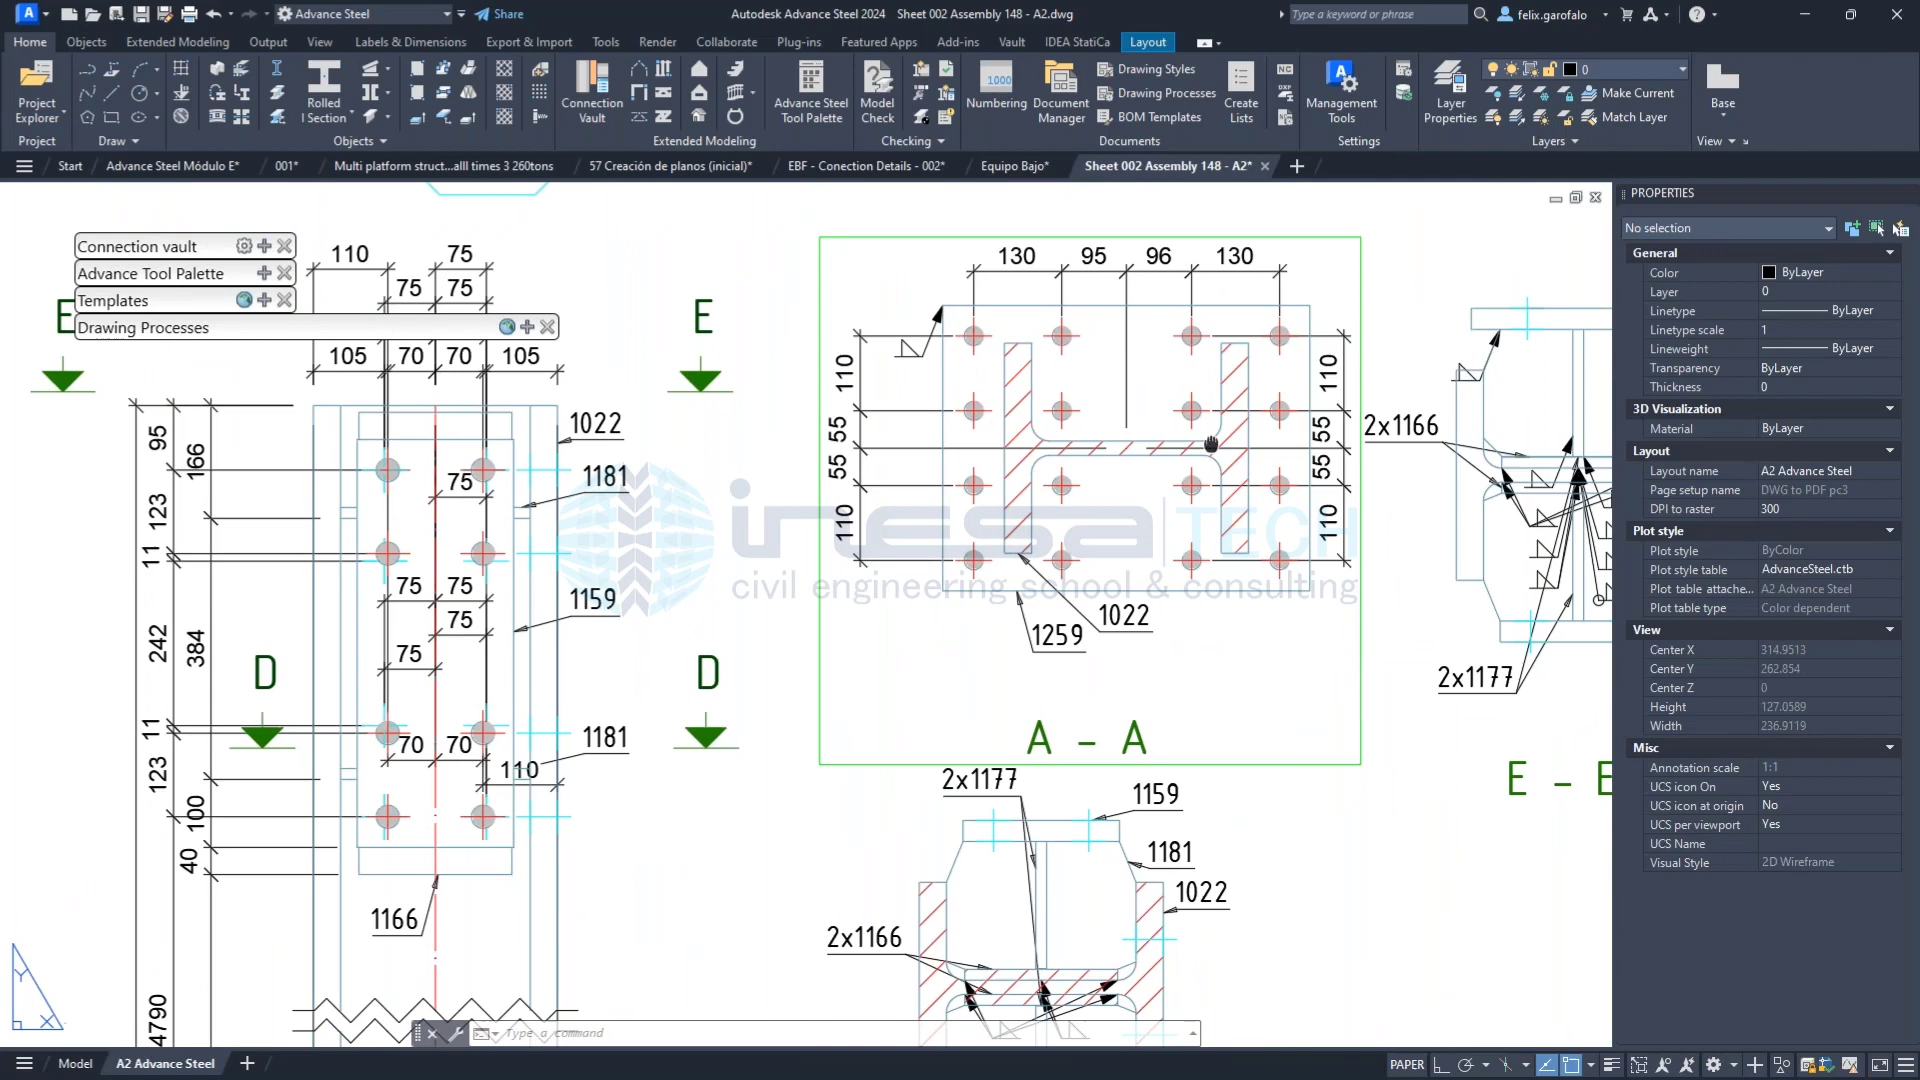 Advance Steel
Share
Autodesk Advance Steel 2024 Sheet 002 Assembly 148 - A2.dwg
Type a keyword or phrase
felix.garofalo
Home Objects Extended Modeling Output View Labels & Dimensions Export & Import Tools Render Collaborate Plug-ins Featured Apps Add-ins Vault IDEA StatiCa Layout
Project Explorer
Rolled I Section
Connection Vault
Advance Steel Tool Palette
Model Check
Numbering
Document Manager
Drawing Styles
Drawing Processes
BOM Templates
Create Lists
Management Tools
Layer Properties
0
Make Current
Match Layer
Base
Project Draw Objects Extended Modeling Checking Documents Settings Layers View
Start Advance Steel Módulo E* 001* Multi platform struct...alll times 3 260tons 57 Creación de planos (inicial)* EBF - Conection Details - 002* Equipo Bajo* Sheet 002 Assembly 148 - A2*
Connection vault
Advance Tool Palette
Templates
Drawing Processes
110 75
75 75
E E
105 70 70 105
95 166 123 11 242 384 11 123 100 40 4790
1022
1181
75
75 75
1159
75
75
D D
70 70
1181
110
1166
130 95 96 130
110 55 55 110
110 55 55 110
1022
1259
A - A
inesa TECH
civil engineering school & consulting
2x1166
2x1177
E - E
2x1177
1159
1181
1022
2x1166
Type a command
PROPERTIES
No selection
General
Color ByLayer
Layer 0
Linetype ByLayer
Linetype scale 1
Lineweight ByLayer
Transparency ByLayer
Thickness 0
3D Visualization
Material ByLayer
Layout
Layout name A2 Advance Steel
Page setup name DWG to PDF pc3
DPI to raster 300
Plot style
Plot style ByColor
Plot style table AdvanceSteel.ctb
Plot table attache... A2 Advance Steel
Plot table type Color dependent
View
Center X 314.9513
Center Y 262.854
Center Z 0
Height 127.0589
Width 236.9119
Misc
Annotation scale 1:1
UCS icon On Yes
UCS icon at origin No
UCS per viewport Yes
UCS Name
Visual Style 2D Wireframe
Model A2 Advance Steel
PAPER